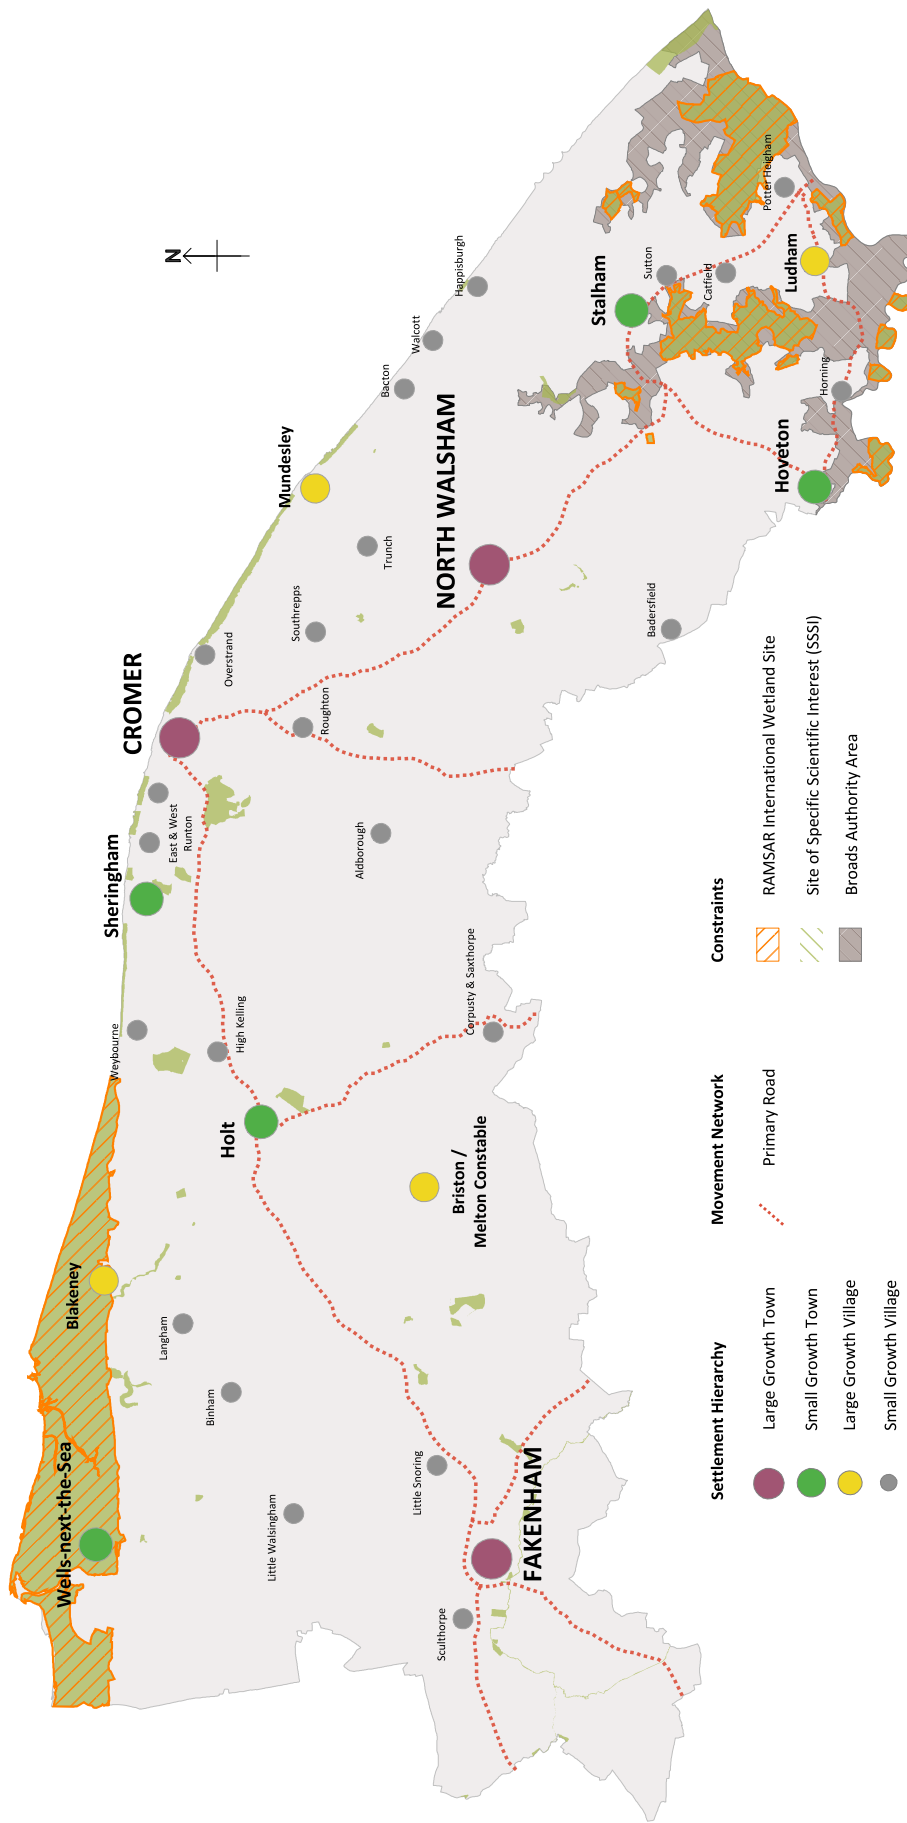 N
CROMER
Sheringham
East & West
Runton
Overstrand
Weybourne
High Kelling
Holt
Blakeney
Wells-next-the-Sea
Langham
Binham
Little Walsingham
Mundesley
Southrepps
Trunch
Roughton
Bacton
Walcott
Happisburgh
NORTH WALSHAM
Aldborough
Corpusty & Saxthorpe
Briston /
Melton Constable
Little Snoring
Sculthorpe
FAKENHAM
Stalham
Sutton
Catfield
Potter Heigham
Ludham
Horning
Hoveton
Badersfield
Settlement Hierarchy
Large Growth Town
Small Growth Town
Large Growth Village
Small Growth Village
Movement Network
Primary Road
Constraints
RAMSAR International Wetland Site
Site of Specific Scientific Interest (SSSI)
Broads Authority Area